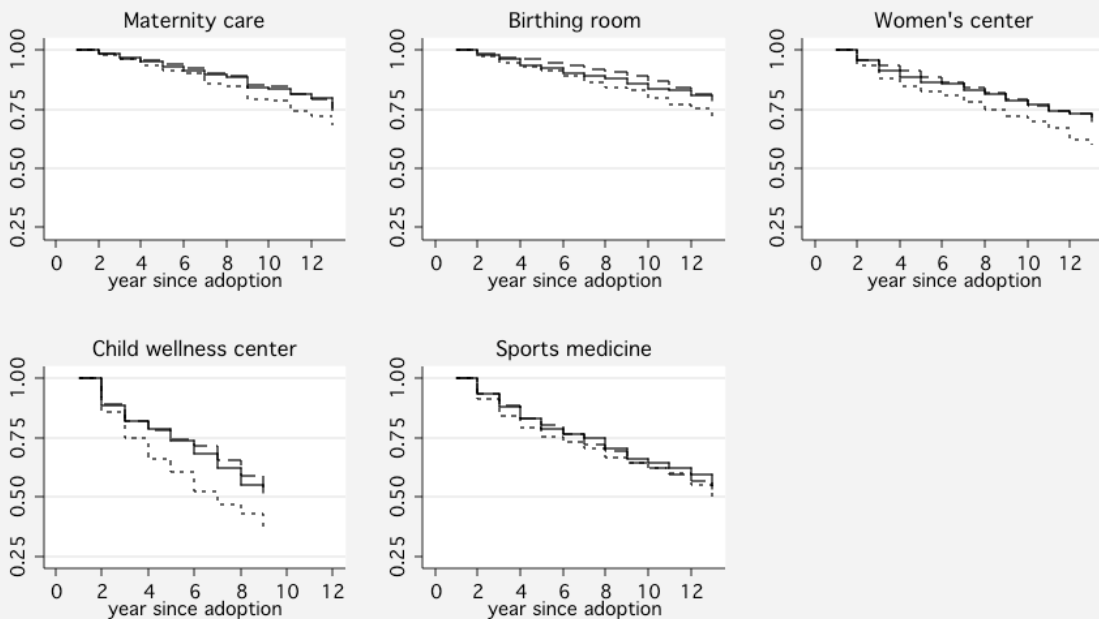 Maternity care
1.00
0.75
0.50
0.25
0 2 4 6 8 10 12
year since adoption
Birthing room
1.00
0.75
0.50
0.25
0 2 4 6 8 10 12
year since adoption
Women's center
1.00
0.75
0.50
0.25
0 2 4 6 8 10 12
year since adoption
Child wellness center
1.00
0.75
0.50
0.25
0 2 4 6 8 10 12
year since adoption
Sports medicine
1.00
0.75
0.50
0.25
0 2 4 6 8 10 12
year since adoption